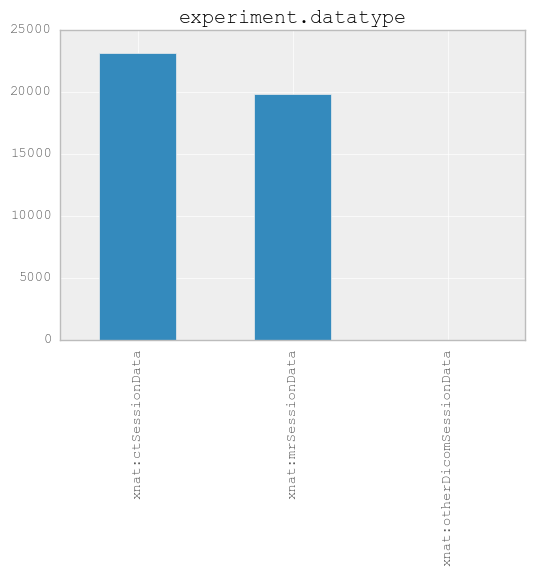 experiment.datatype
25000
20000
15000
10000
5000
0
xnat:ctSessionData
xnat:mrSessionData
xnat:otherDicomSessionData